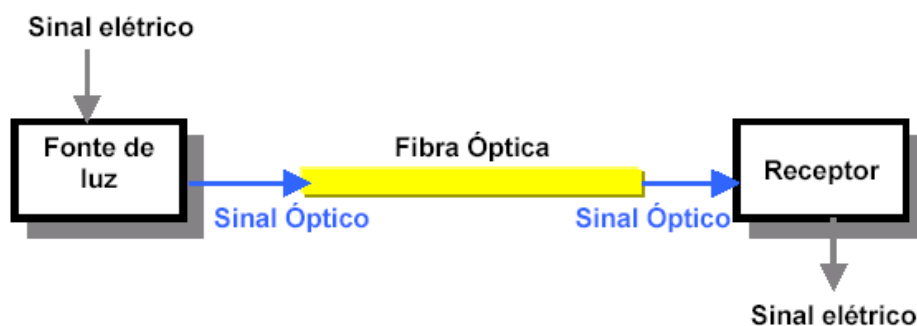 Sinal elétrico
Fonte de
luz
Fibra Óptica
Receptor
Sinal Óptico
Sinal Óptico
Sinal elétrico